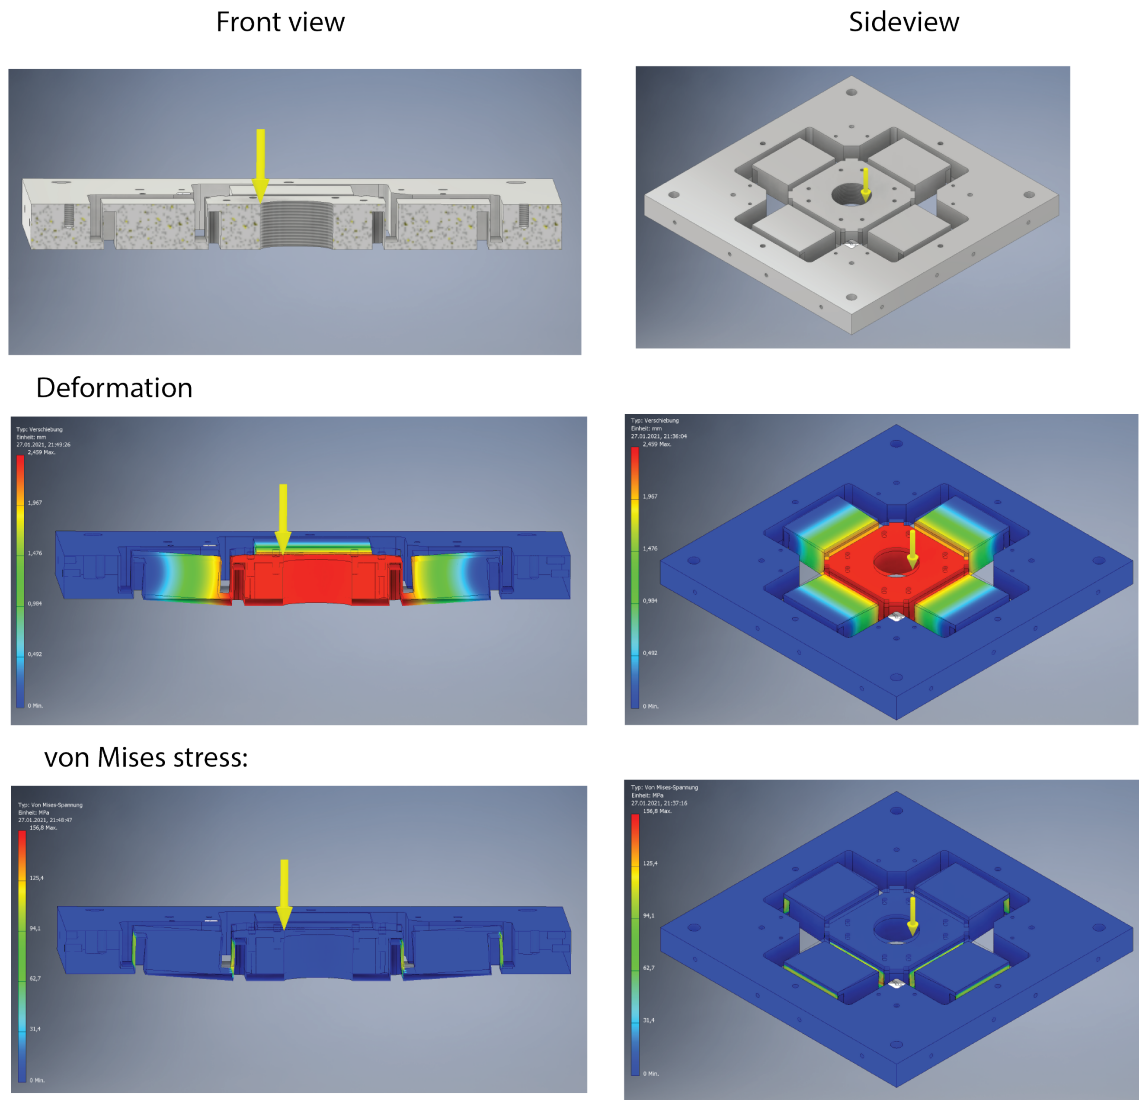 Front view
Sideview
Deformation
Typ: Verschiebung
Einheit: mm
27.01.2021, 21:49:26
2,459 Max.
1,967
1,476
0,984
0,492
0 Min.
Typ: Verschiebung
Einheit: mm
27.01.2021, 21:36:04
2,459 Max.
1,967
1,476
0,984
0,492
0 Min.
von Mises stress:
Typ: Von Mises-Spannung
Einheit: MPa
27.01.2021, 21:48:47
156,8 Max.
125,4
94,1
62,7
31,4
0 Min.
Typ: Von Mises-Spannung
Einheit: MPa
27.01.2021, 21:37:16
156,8 Max.
125,4
94,1
62,7
31,4
0 Min.